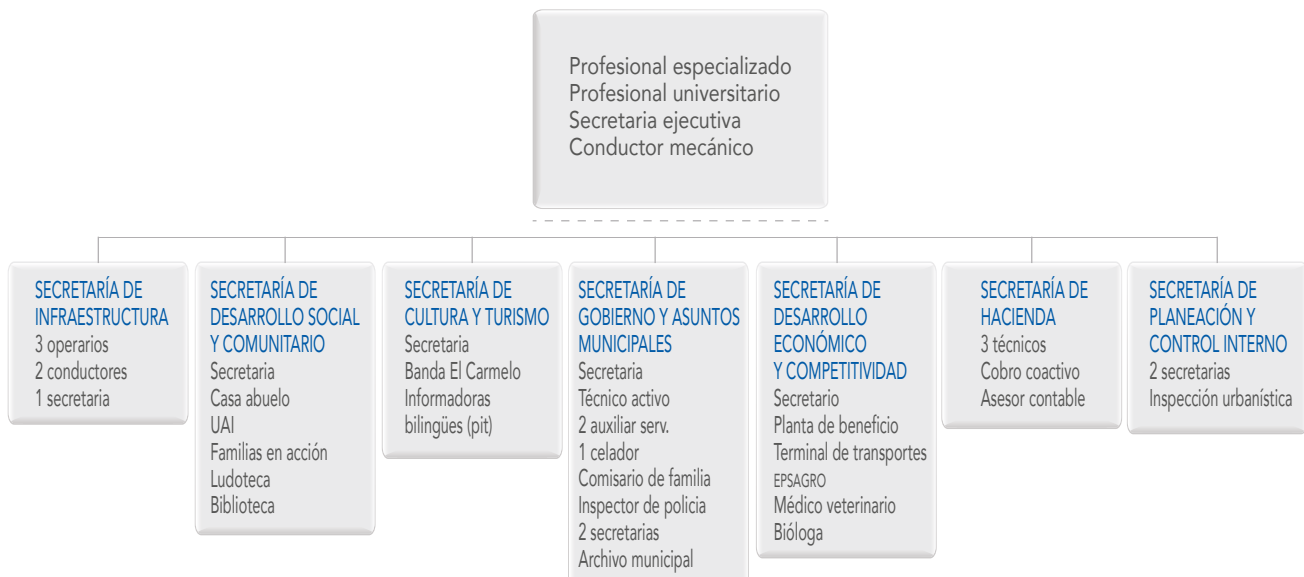 Profesional especializado
Profesional universitario
Secretaria ejecutiva
Conductor mecánico
SECRETARÍA DE
INFRAESTRUCTURA
3 operarios
2 conductores
1 secretaria
SECRETARÍA DE
DESARROLLO SOCIAL
Y COMUNITARIO
Secretaria
Casa abuelo
UAI
Familias en acción
Ludoteca
Biblioteca
SECRETARÍA DE
CULTURA Y TURISMO
Secretaria
Banda El Carmelo
Informadoras
bilingües (pit)
SECRETARÍA DE
GOBIERNO Y ASUNTOS
MUNICIPALES
Secretaria
Técnico activo
2 auxiliar serv.
1 celador
Comisario de familia
Inspector de policia
2 secretarias
Archivo municipal
SECRETARÍA DE
DESARROLLO
ECONÓMICO
Y COMPETITIVIDAD
Secretario
Planta de beneficio
Terminal de transportes
EPSAGRO
Médico veterinario
Bióloga
SECRETARÍA DE
HACIENDA
3 técnicos
Cobro coactivo
Asesor contable
SECRETARÍA DE
PLANEACIÓN Y
CONTROL INTERNO
2 secretarias
Inspección urbanística